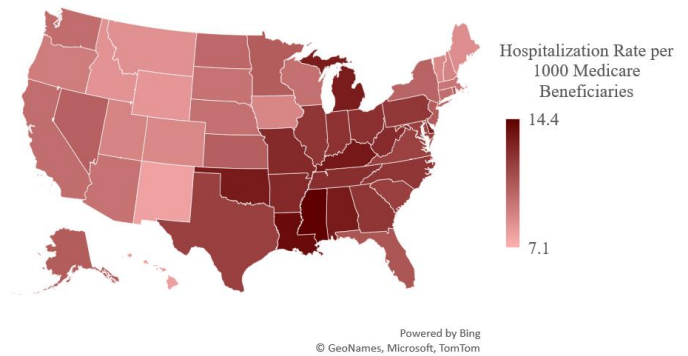 Hospitalization Rate per
1000 Medicare
Beneficiaries
14.4
7.1
Powered by Bing
© GeoNames, Microsoft, TomTom